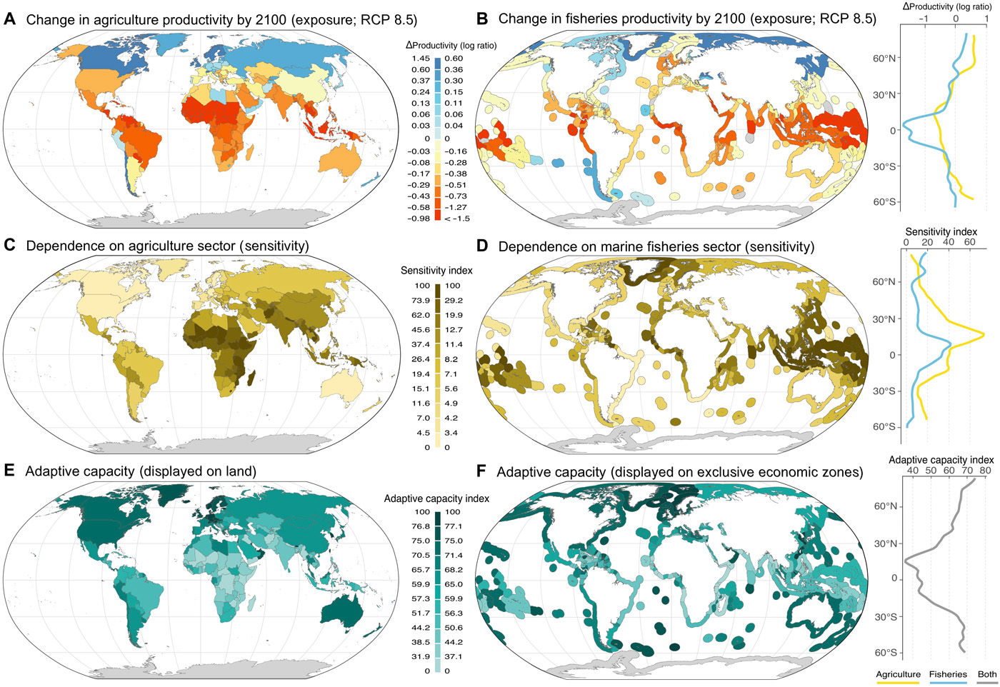 A Change in agriculture productivity by 2100 (exposure; RCP 8.5)
ΔProductivity (log ratio)
1.45 0.60
0.60 0.36
0.37 0.30
0.24 0.15
0.13 0.11
0.06 0.06
0.03 0.04
0 0
−0.03 −0.16
−0.08 −0.28
−0.17 −0.38
−0.29 −0.51
−0.43 −0.73
−0.58 −1.27
−0.98 < −1.5
B Change in fisheries productivity by 2100 (exposure; RCP 8.5)
ΔProductivity (log ratio)
−1 0 1
60°N
30°N
0
30°S
60°S
C Dependence on agriculture sector (sensitivity)
Sensitivity index
100 100
73.9 29.2
62.0 19.9
45.6 12.7
37.4 11.4
26.4 8.2
19.4 7.1
15.1 5.6
11.6 4.9
7.0 4.2
4.5 3.4
0 0
D Dependence on marine fisheries sector (sensitivity)
Sensitivity index
0 20 40 60
60°N
30°N
0
30°S
60°S
E Adaptive capacity (displayed on land)
Adaptive capacity index
100 100
76.8 77.1
75.0 75.0
70.5 71.4
65.7 68.2
59.9 65.0
57.3 59.9
51.7 56.3
44.2 50.6
38.5 44.2
31.9 37.1
0 0
F Adaptive capacity (displayed on exclusive economic zones)
Adaptive capacity index
40 50 60 70 80
60°N
30°N
0
30°S
60°S
Agriculture Fisheries Both